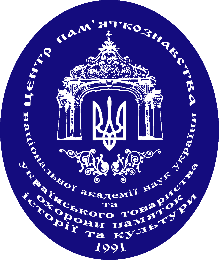 центр пам'яткознавства
національної академії наук україни
та
українського товариства
охорони пам'яток
історії та культури
1991